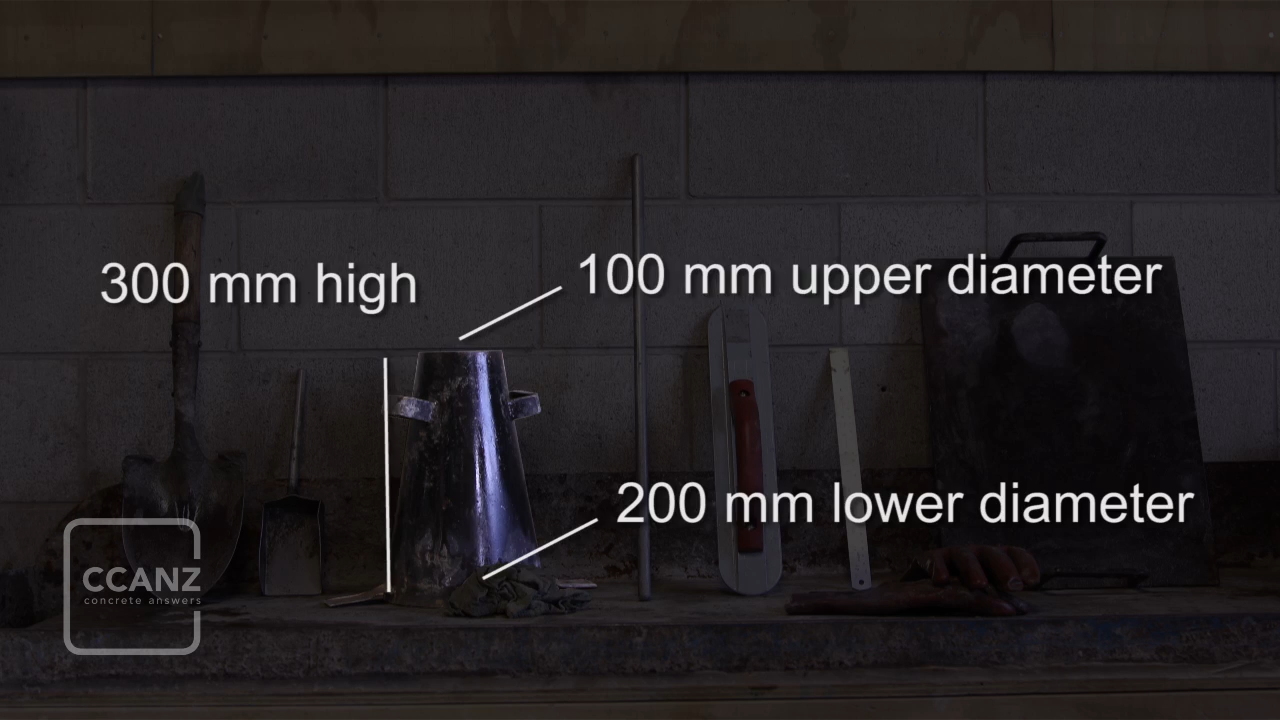 300 mm high
100 mm upper diameter
200 mm lower diameter
CCANZ
concrete answers